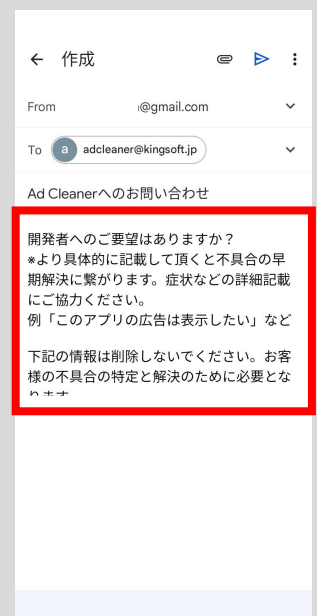 作成
From
@gmail.com
To
a adcleaner@kingsoft.jp
Ad Cleanerへのお問い合わせ
開発者へのご要望はありますか？
*より具体的に記載して頂くと不具合の早
期解決に繋がります。症状などの詳細記載
にご協力ください。
例「このアプリの広告は表示したい」など
下記の情報は削除しないでください。お客
様の不具合の特定と解決のために必要とな
ります